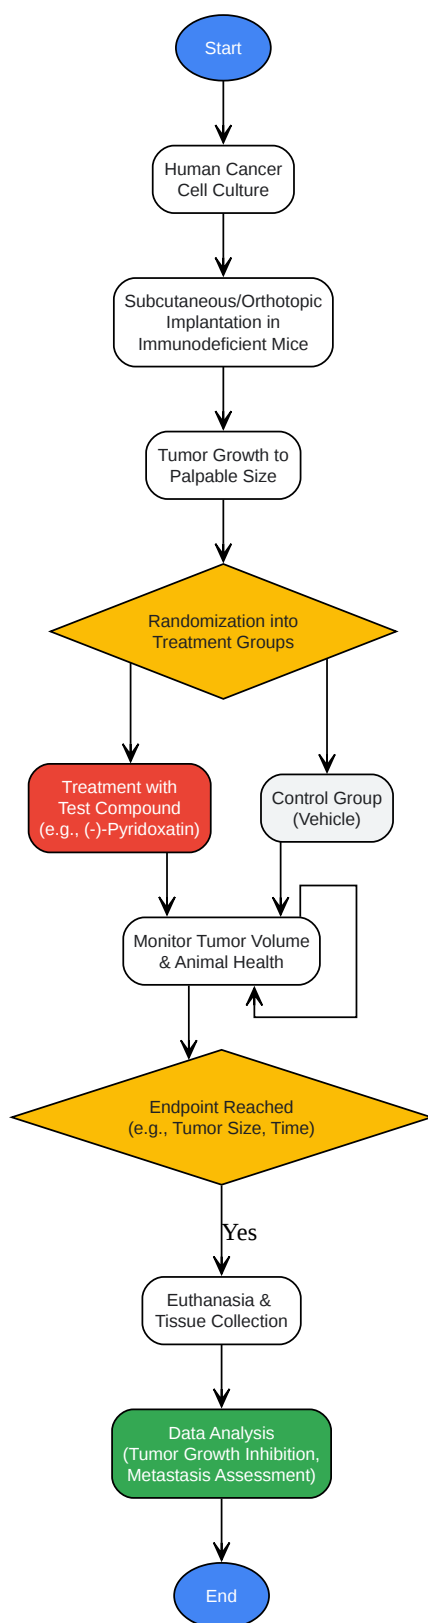 Start
Human Cancer
Cell Culture
Subcutaneous/Orthotopic
Implantation in
Immunodeficient Mice
Tumor Growth to
Palpable Size
Randomization into
Treatment Groups
Treatment with
Test Compound
(e.g., (-)-Pyridoxatin)
Control Group
(Vehicle)
Monitor Tumor Volume
& Animal Health
Endpoint Reached
(e.g., Tumor Size, Time)
Yes
Euthanasia &
Tissue Collection
Data Analysis
(Tumor Growth Inhibition,
Metastasis Assessment)
End